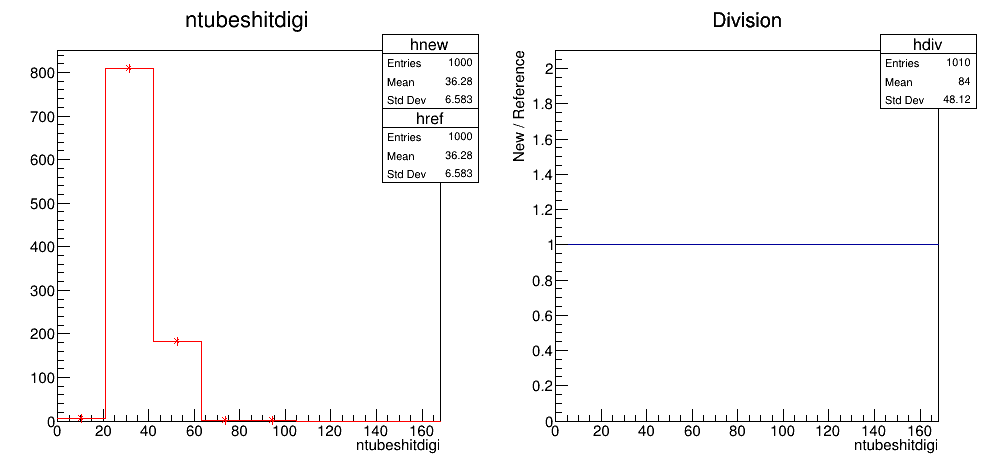 ntubeshitdigi
hnew
Entries 1000
Mean 36.28
Std Dev 6.583
href
Entries 1000
Mean 36.28
Std Dev 6.583
800
700
600
500
400
300
200
100
0
0 20 40 60 80 100 120 140 160
ntubeshitdigi
Division
hdiv
Entries 1010
Mean 84
Std Dev 48.12
New / Reference
2
1.8
1.6
1.4
1.2
1
0.8
0.6
0.4
0.2
0
0 20 40 60 80 100 120 140 160
ntubeshitdigi